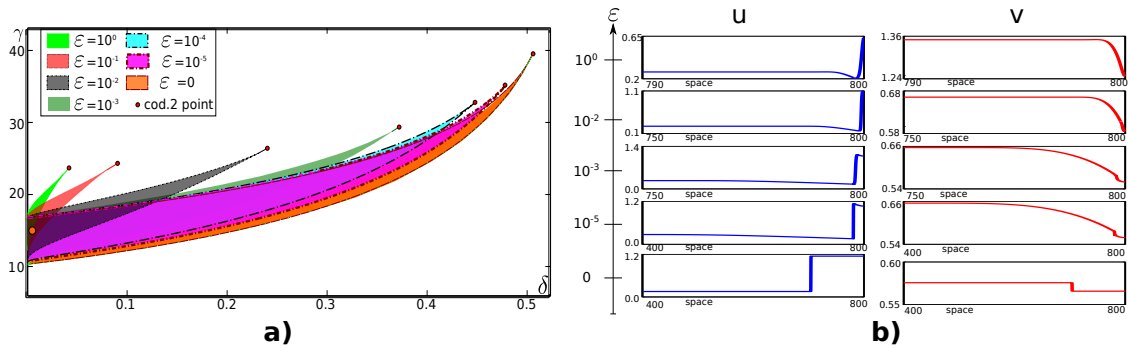 γ
40
30
20
10
ε=10⁰
ε=10⁻¹
ε=10⁻²
ε=10⁻³
ε=10⁻⁴
ε=10⁻⁵
ε=0
cod.2 point
0.1 0.2 0.3 0.4 0.5
δ
a)
ε
u
v
10⁰
0.65
0.2
790 space 800
1.36
1.24
790 space 800
10⁻²
1.1
0.1
750 space 800
0.68
0.58
750 space 800
10⁻³
1.4
0.0
750 space 800
0.66
0.54
750 space 800
10⁻⁵
1.2
0.0
400 space 800
0.66
0.54
400 space 800
0
1.2
0.0
400 space 800
0.60
0.55
400 space 800
b)